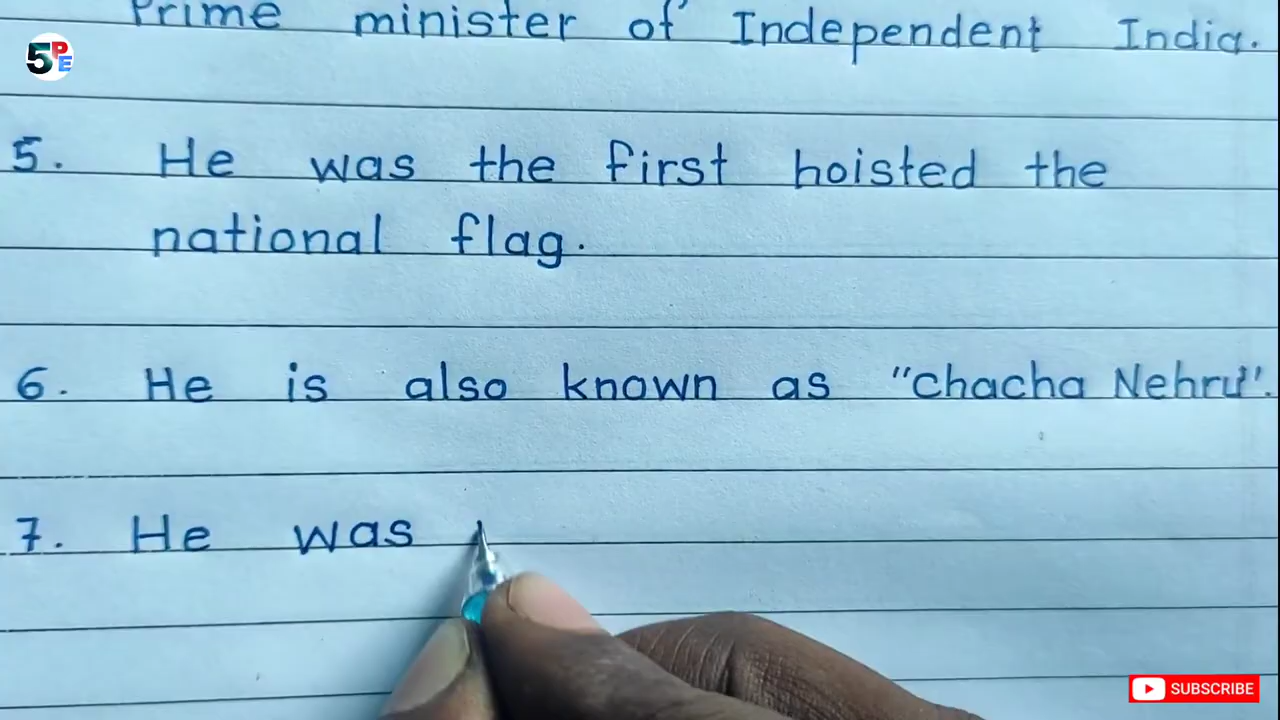 Prime minister of Independent India.
5PE
5. He was the first hoisted the
national flag.
6. He is also known as "Chacha Nehru".
7. He was
SUBSCRIBE